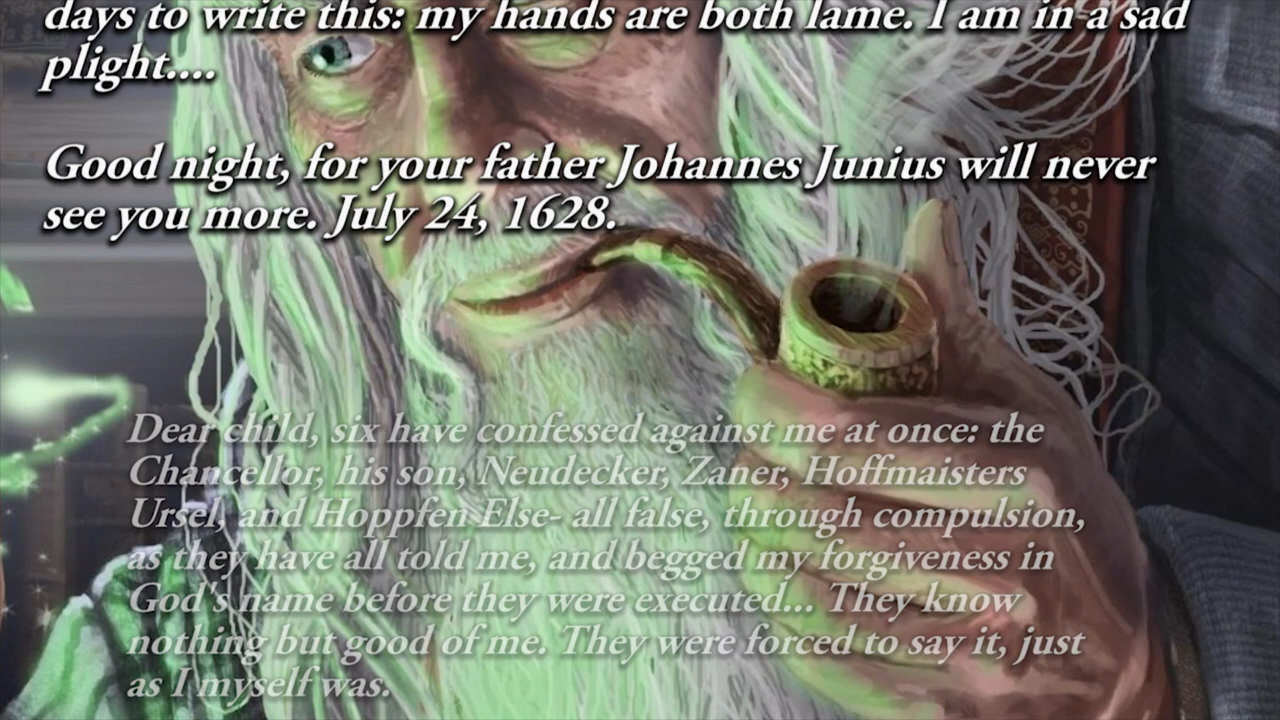 days to write this: my hands are both lame. I am in a sad
plight....
Good night, for your father Johannes Junius will never
see you more. July 24, 1628.
Dear child, six have confessed against me at once: the
Chancellor, his son, Neudecker, Zaner, Hoffmaisters
Ursel, and Hoppfen Else- all false, through compulsion,
as they have all told me, and begged my forgiveness in
God's name before they were executed... They know
nothing but good of me. They were forced to say it, just
as I myself was.